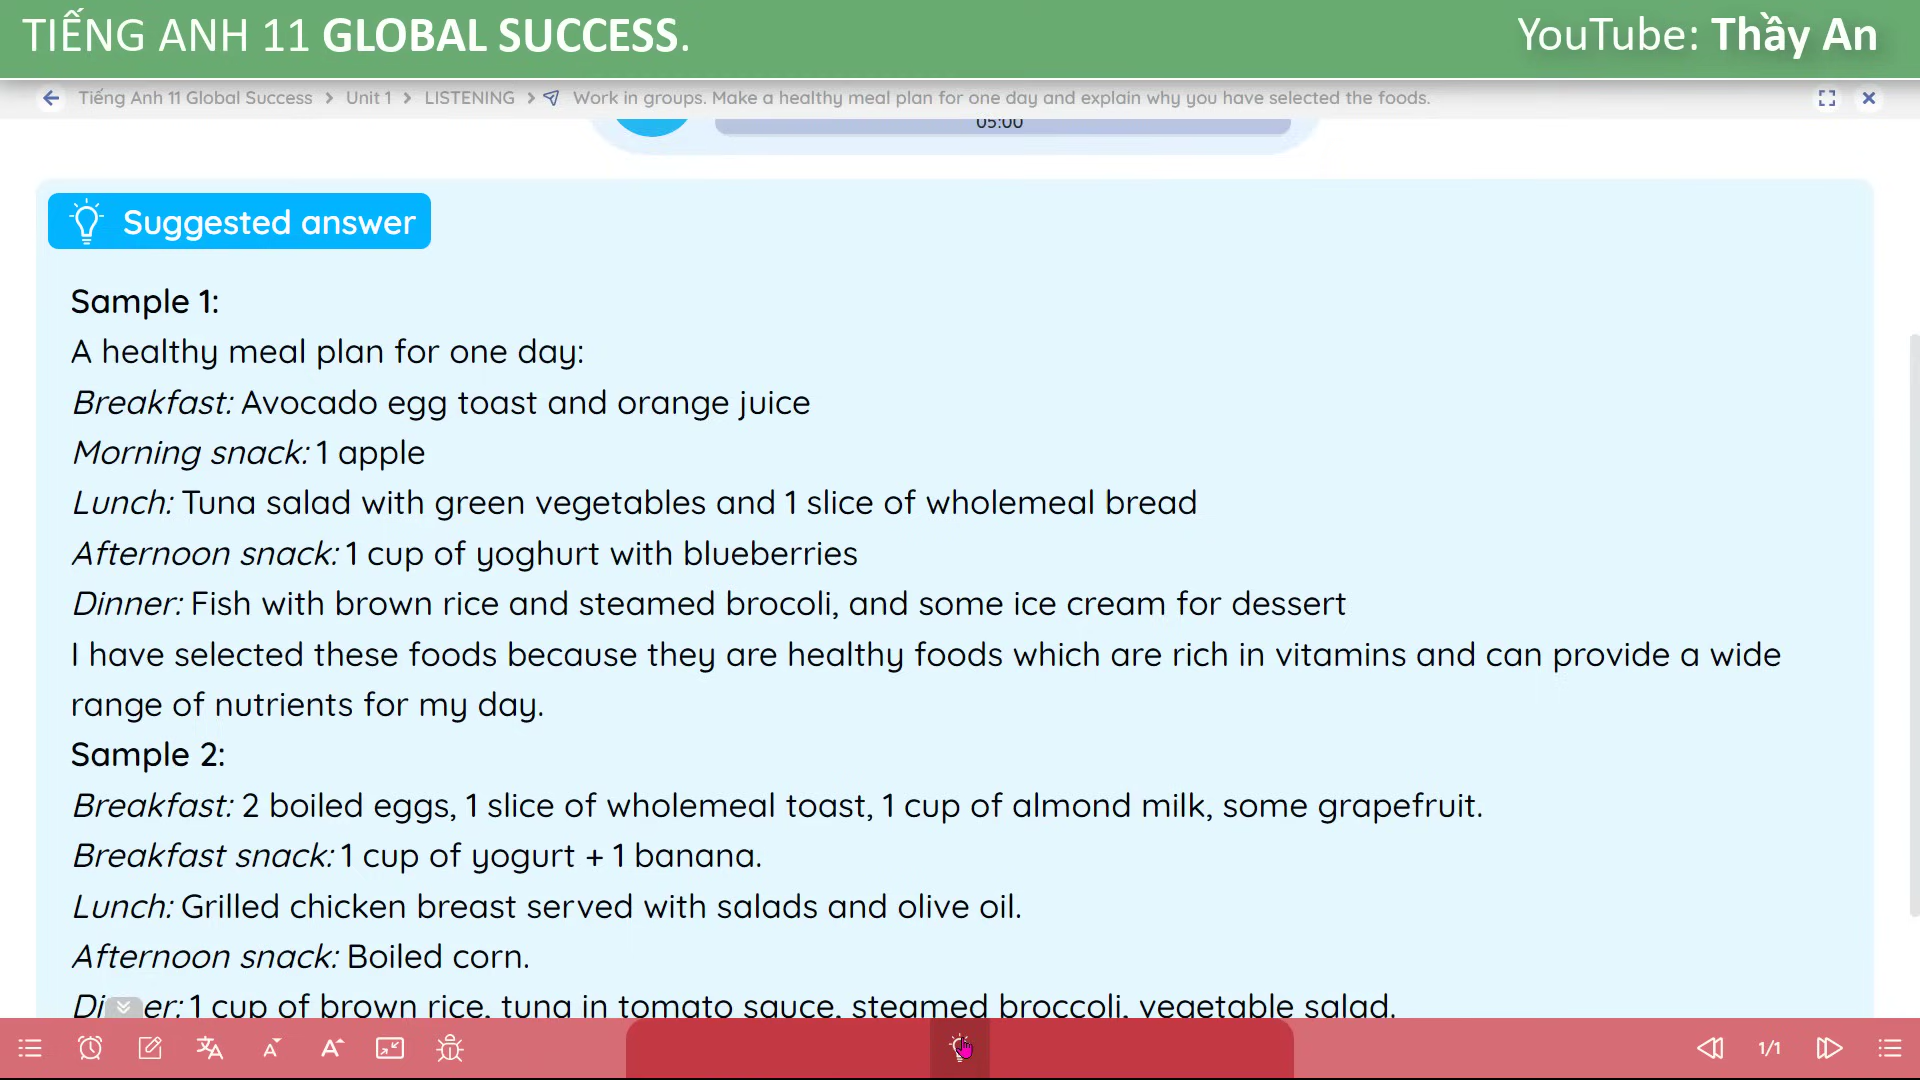 TIẾNG ANH 11 GLOBAL SUCCESS.
YouTube: Thầy An
Tiếng Anh 11 Global Success > Unit 1 > LISTENING > Work in groups. Make a healthy meal plan for one day and explain why you have selected the foods.
05:00
Suggested answer
Sample 1:
A healthy meal plan for one day:
Breakfast: Avocado egg toast and orange juice
Morning snack: 1 apple
Lunch: Tuna salad with green vegetables and 1 slice of wholemeal bread
Afternoon snack: 1 cup of yoghurt with blueberries
Dinner: Fish with brown rice and steamed brocoli, and some ice cream for dessert
I have selected these foods because they are healthy foods which are rich in vitamins and can provide a wide
range of nutrients for my day.
Sample 2:
Breakfast: 2 boiled eggs, 1 slice of wholemeal toast, 1 cup of almond milk, some grapefruit.
Breakfast snack: 1 cup of yogurt + 1 banana.
Lunch: Grilled chicken breast served with salads and olive oil.
Afternoon snack: Boiled corn.
Dinner: 1 cup of brown rice, tuna in tomato sauce, steamed broccoli, vegetable salad.
1/1